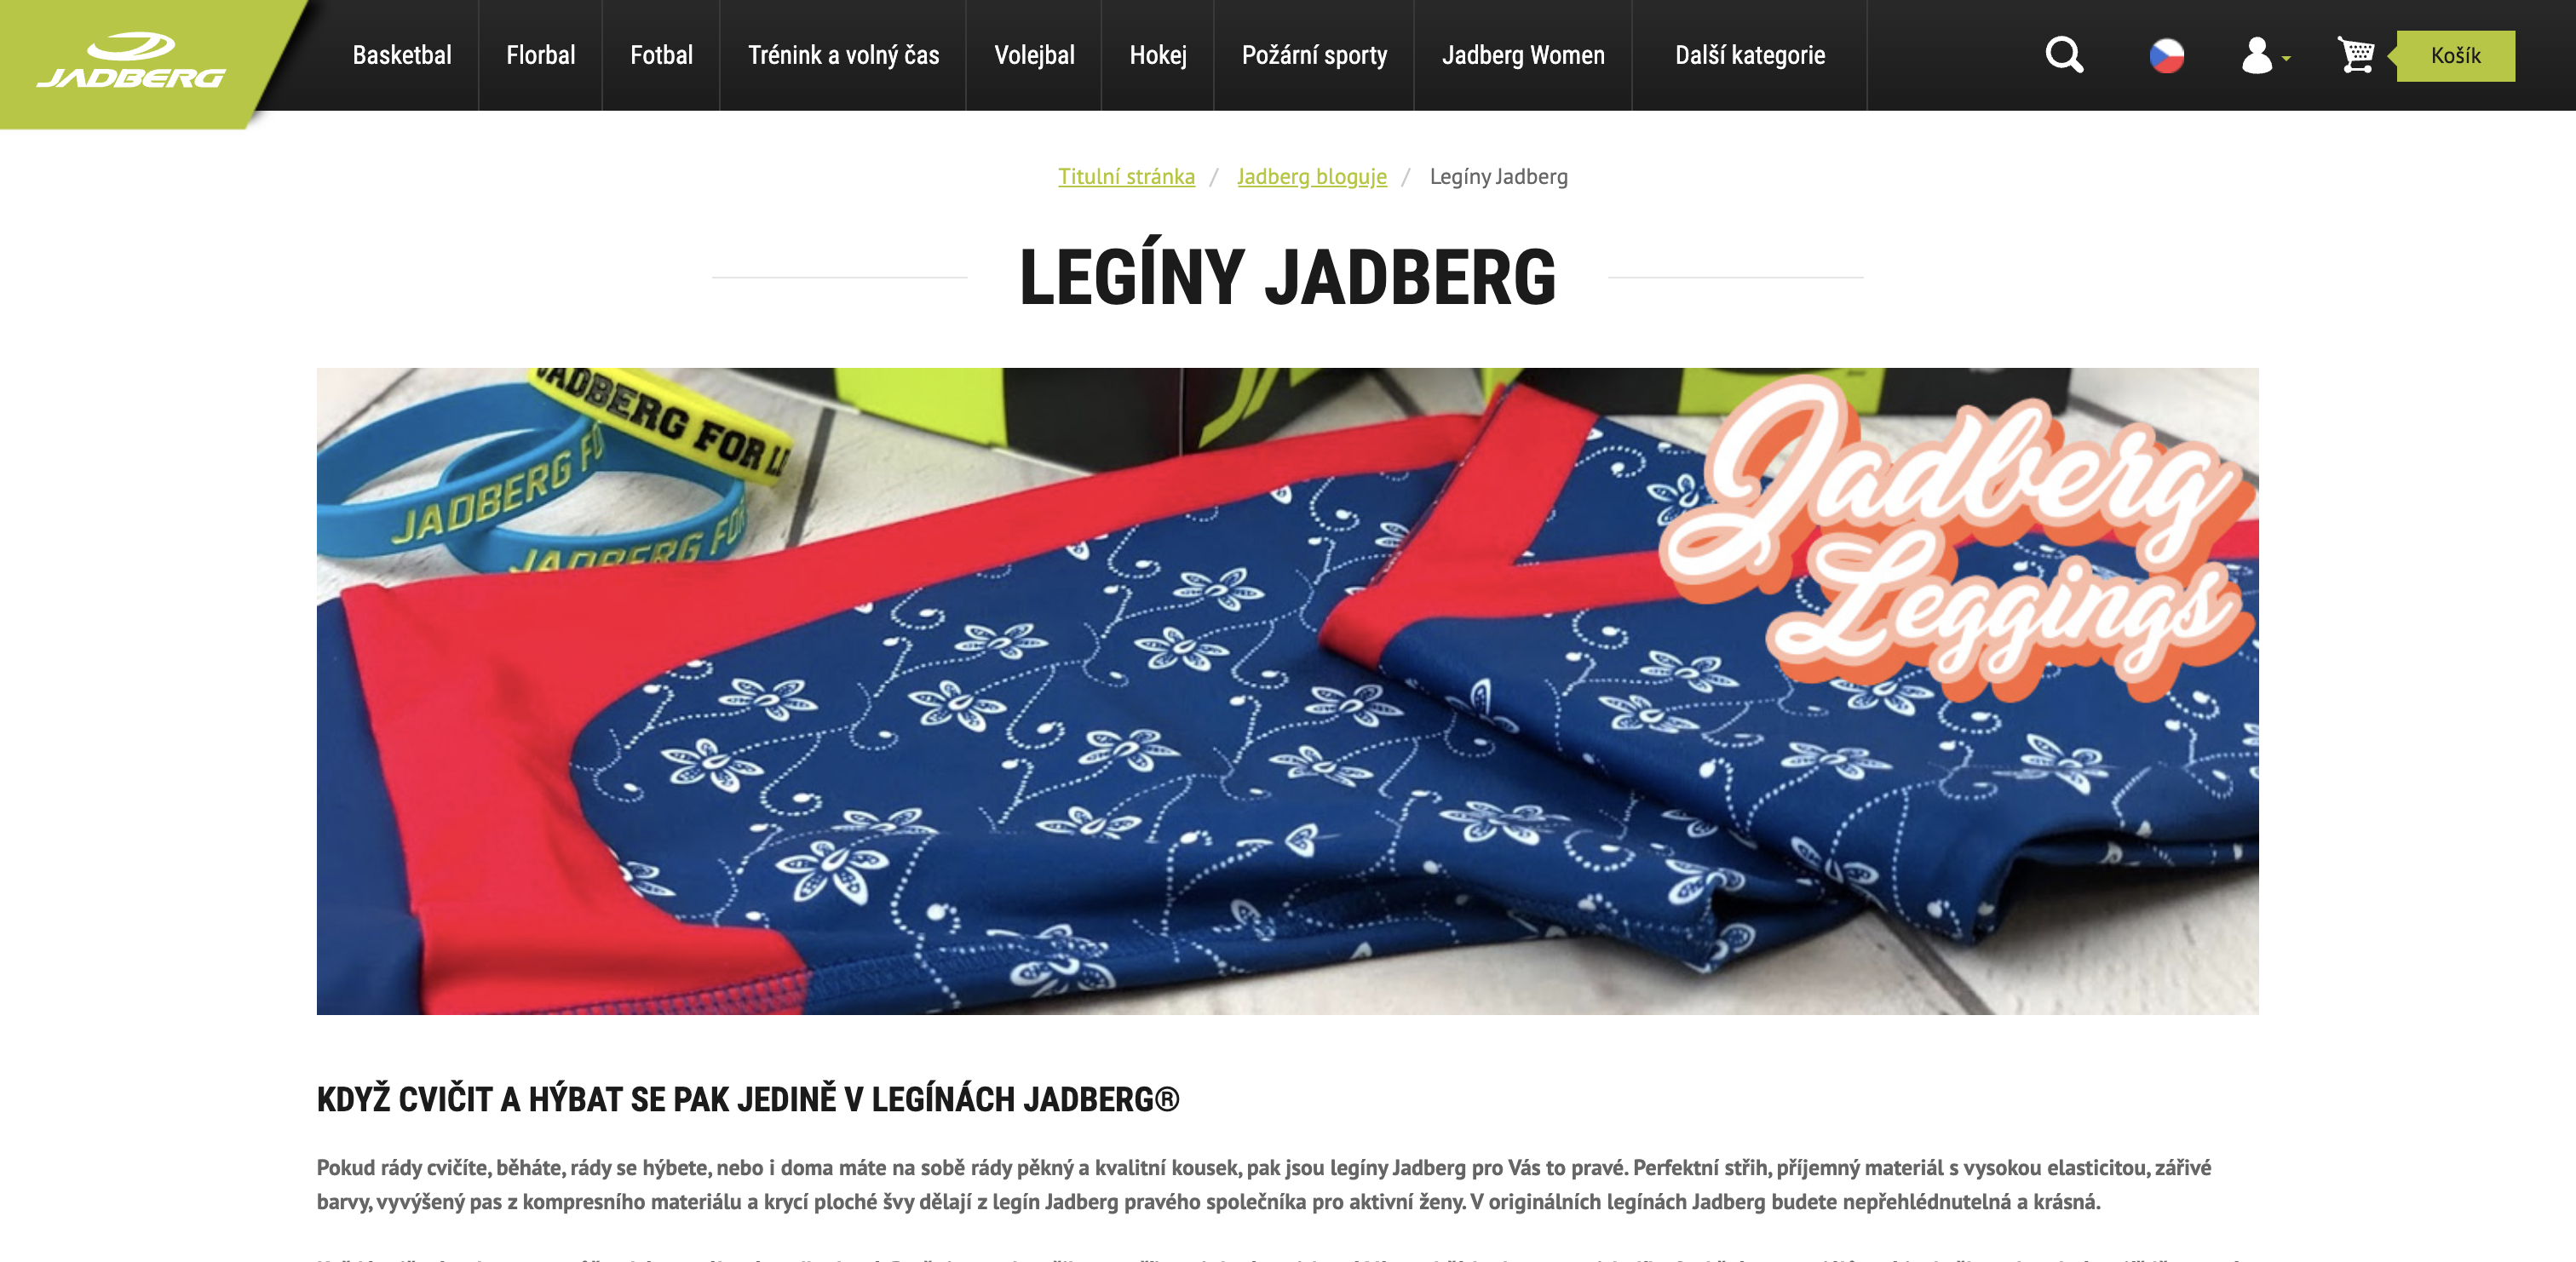 JADBERG
Basketbal
Florbal
Fotbal
Trénink a volný čas
Volejbal
Hokej
Požární sporty
Jadberg Women
Další kategorie
Košík
Titulní stránka / Jadberg bloguje / Legíny Jadberg
LEGÍNY JADBERG
JADBERG FOR
JADBERG FO
JADBERG FOR
Jadberg
Leggings
KDYŽ CVIČIT A HÝBAT SE PAK JEDINĚ V LEGÍNÁCH JADBERG®
Pokud rády cvičíte, běháte, rády se hýbete, nebo i doma máte na sobě rády pěkný a kvalitní kousek, pak jsou legíny Jadberg pro Vás to pravé. Perfektní střih, příjemný materiál s vysokou elasticitou, zářivé
barvy, vyvýšený pas z kompresního materiálu a krycí ploché švy dělají z legín Jadberg pravého společníka pro aktivní ženy. V originálních legínách Jadberg budete nepřehlédnutelná a krásná.